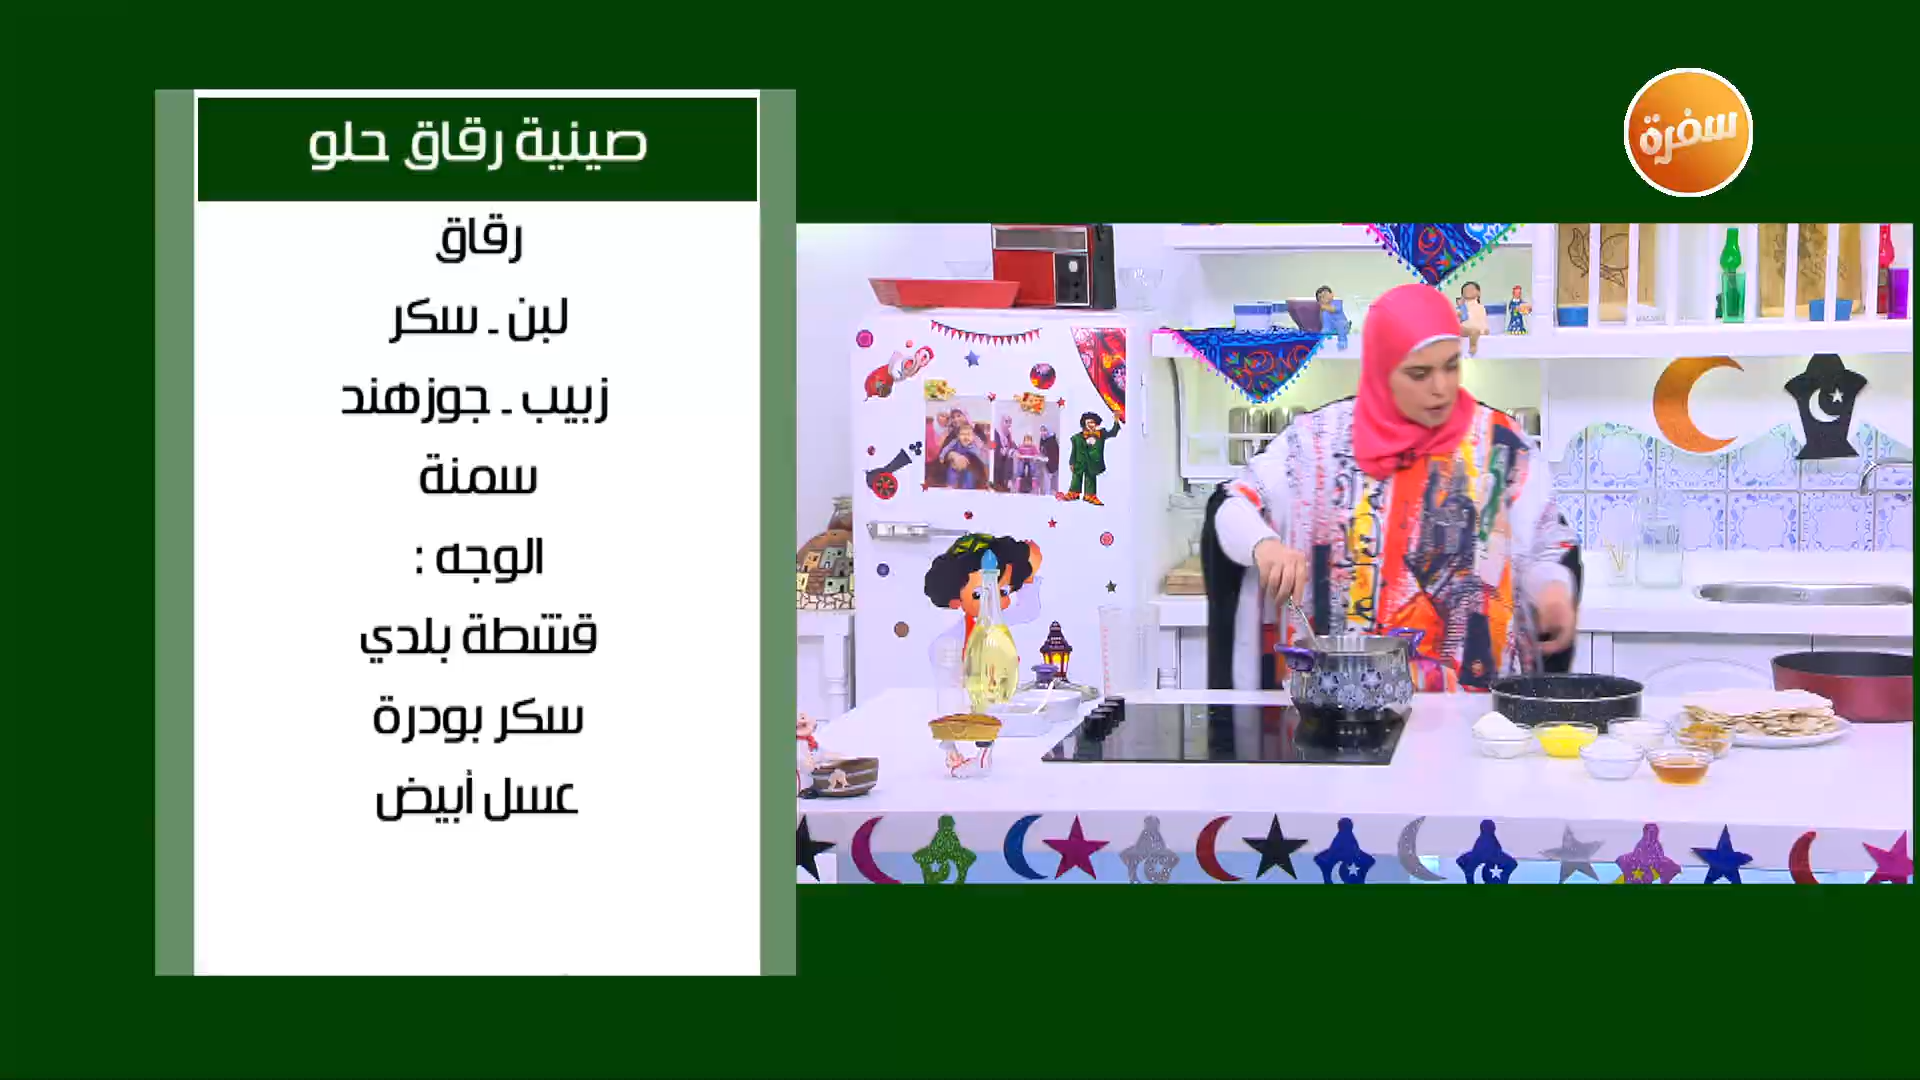 صينية رقاق حلو
رقاق
لبن - سكر
زبيب - جوزهند
سمنة
الوجه :
قشطة بلدي
سكر بودرة
عسل أبيض
سفرة